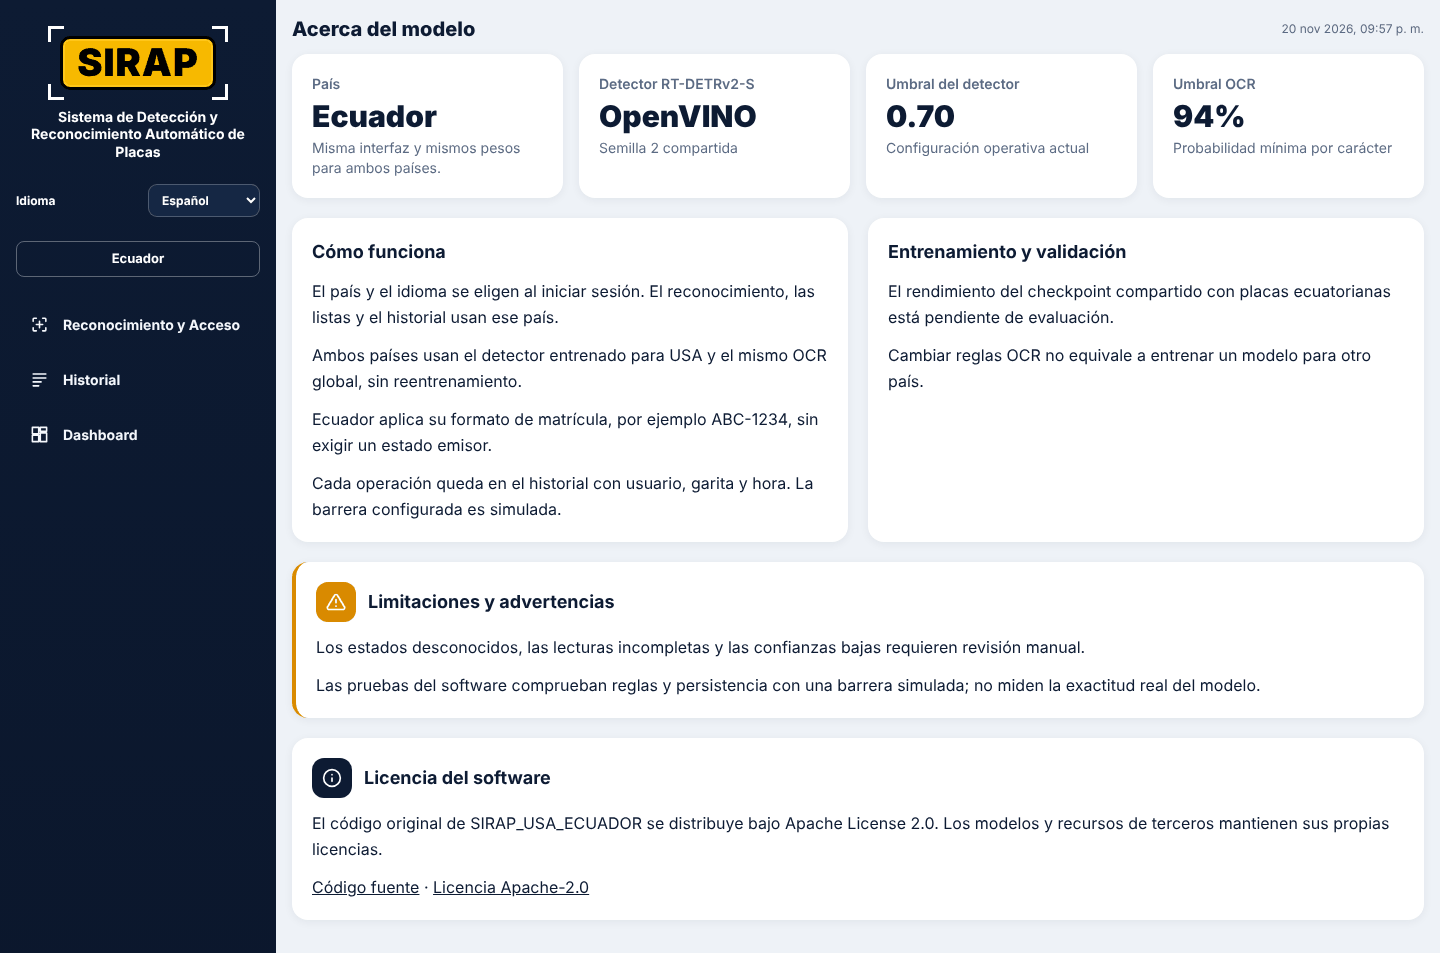 SIRAP
Sistema de Detección y
Reconocimiento Automático de
Placas
Idioma
Español
Ecuador
Reconocimiento y Acceso
Historial
Dashboard
Acerca del modelo
20 nov 2026, 09:57 p. m.
País
Ecuador
Misma interfaz y mismos pesos
para ambos países.
Detector RT-DETRv2-S
OpenVINO
Semilla 2 compartida
Umbral del detector
0.70
Configuración operativa actual
Umbral OCR
94%
Probabilidad mínima por carácter
Cómo funciona
El país y el idioma se eligen al iniciar sesión. El reconocimiento, las
listas y el historial usan ese país.
Ambos países usan el detector entrenado para USA y el mismo OCR
global, sin reentrenamiento.
Ecuador aplica su formato de matrícula, por ejemplo ABC-1234, sin
exigir un estado emisor.
Cada operación queda en el historial con usuario, garita y hora. La
barrera configurada es simulada.
Entrenamiento y validación
El rendimiento del checkpoint compartido con placas ecuatorianas
está pendiente de evaluación.
Cambiar reglas OCR no equivale a entrenar un modelo para otro
país.
Limitaciones y advertencias
Los estados desconocidos, las lecturas incompletas y las confianzas bajas requieren revisión manual.
Las pruebas del software comprueban reglas y persistencia con una barrera simulada; no miden la exactitud real del modelo.
Licencia del software
El código original de SIRAP_USA_ECUADOR se distribuye bajo Apache License 2.0. Los modelos y recursos de terceros mantienen sus propias
licencias.
Código fuente · Licencia Apache-2.0